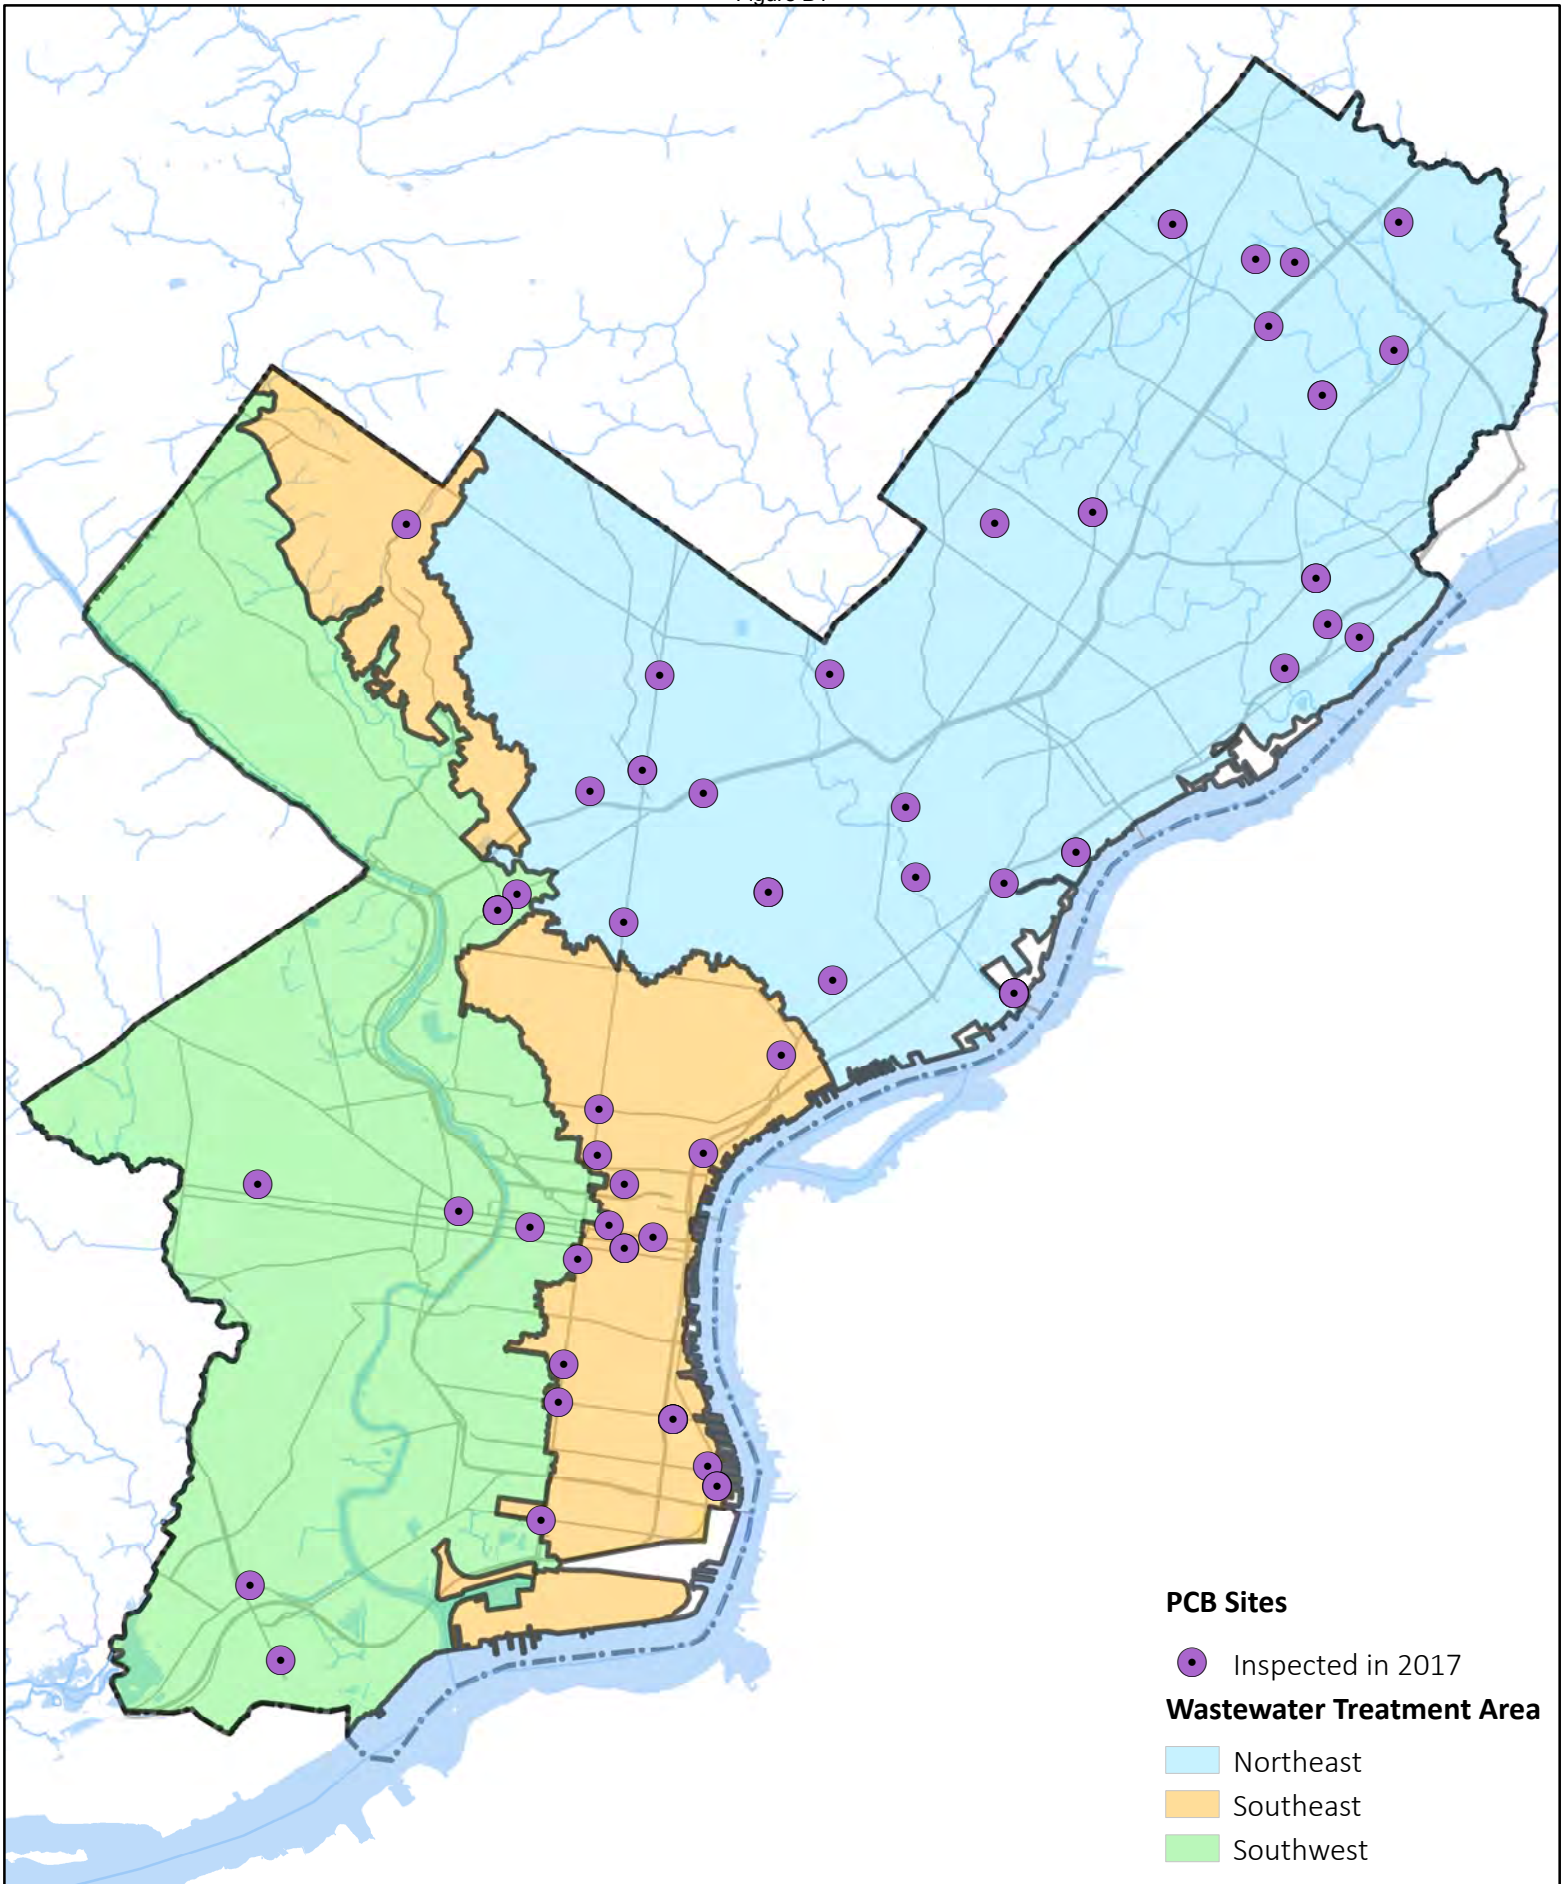 PCB Sites
Inspected in 2017
Wastewater Treatment Area
Northeast
Southeast
Southwest